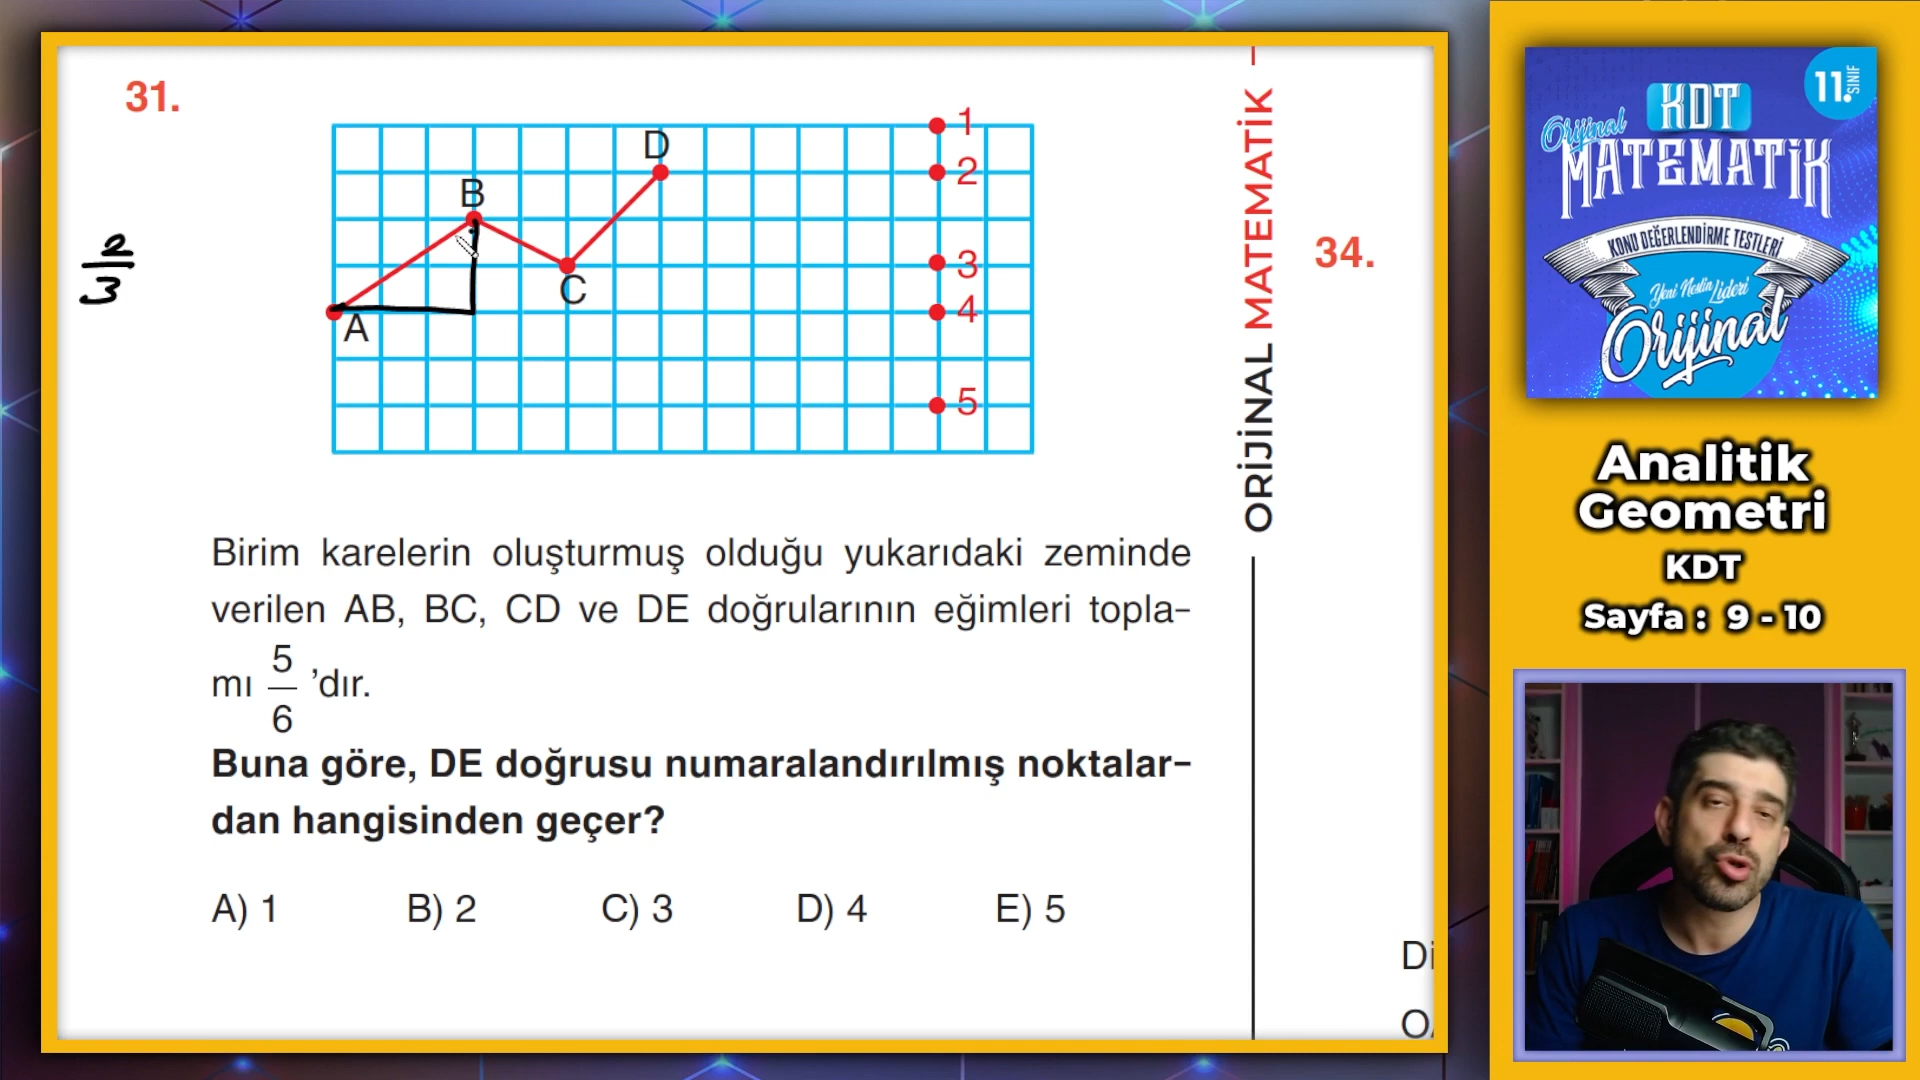 31.
1
D
2
B
2
3
3
C
4
A
5
Birim karelerin oluşturmuş olduğu yukarıdaki zeminde
verilen AB, BC, CD ve DE doğrularının eğimleri topla-
mı 5/6 'dır.
Buna göre, DE doğrusu numaralandırılmış noktalar-
dan hangisinden geçer?
A) 1 B) 2 C) 3 D) 4 E) 5
ORİJİNAL MATEMATİK
34.
Di
O
11. SINIF
KDT
Orijinal
MATEMATİK
KONU DEĞERLENDİRME TESTLERİ
Yeni Neslin Lideri
Orijinal
Analitik
Geometri
KDT
Sayfa : 9 - 10